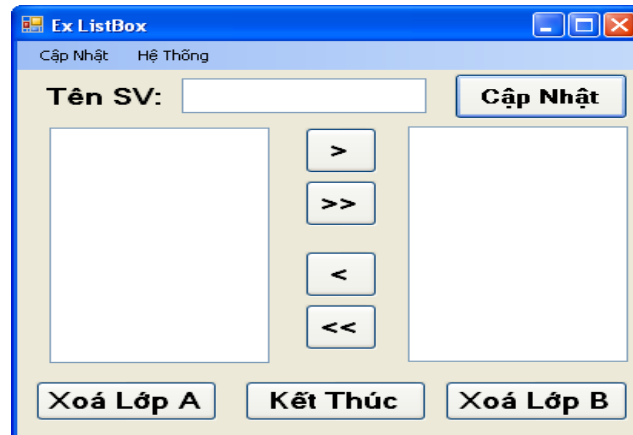 Ex ListBox
Cập Nhật Hệ Thống
Tên SV: Cập Nhật
>
>>
<
<<
Xoá Lớp A Kết Thúc Xoá Lớp B